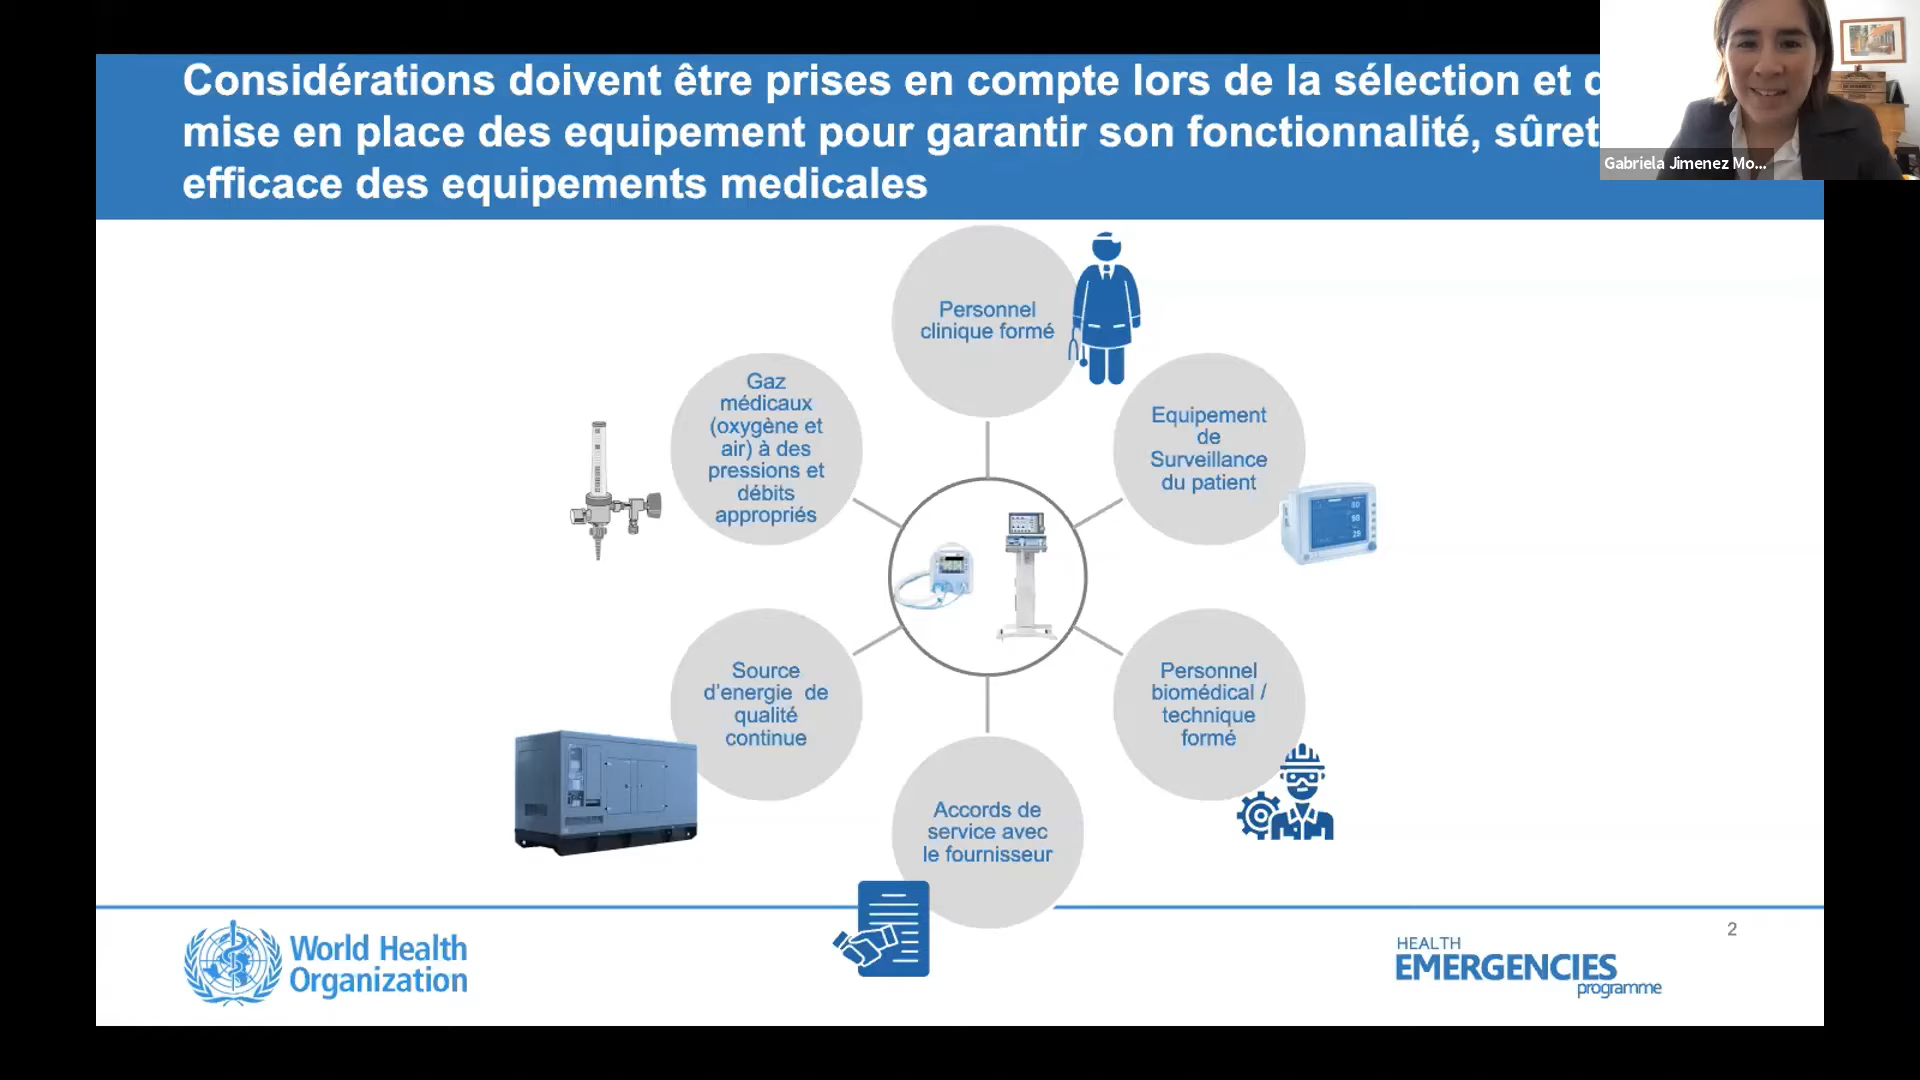 Considérations doivent être prises en compte lors de la sélection et
mise en place des equipement pour garantir son fonctionnalité,
efficace des equipements medicales
Gabriela Jimenez Mo...
Personnel
clinique formé
Gaz
médicaux
(oxygène et
air) à des
pressions et
débits
appropriés
Equipement
de
Surveillance
du patient
Source
d'energie de
qualité
continue
Personnel
biomédical /
technique
formé
Accords de
service avec
le fournisseur
World Health
Organization
HEALTH
EMERGENCIES
programme
2